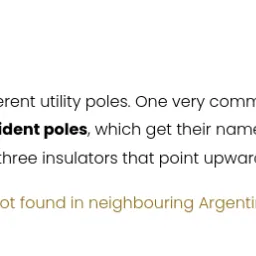 erent utility poles. One very comm
ident poles, which get their name
three insulators that point upwar
ot found in neighbouring Argenti